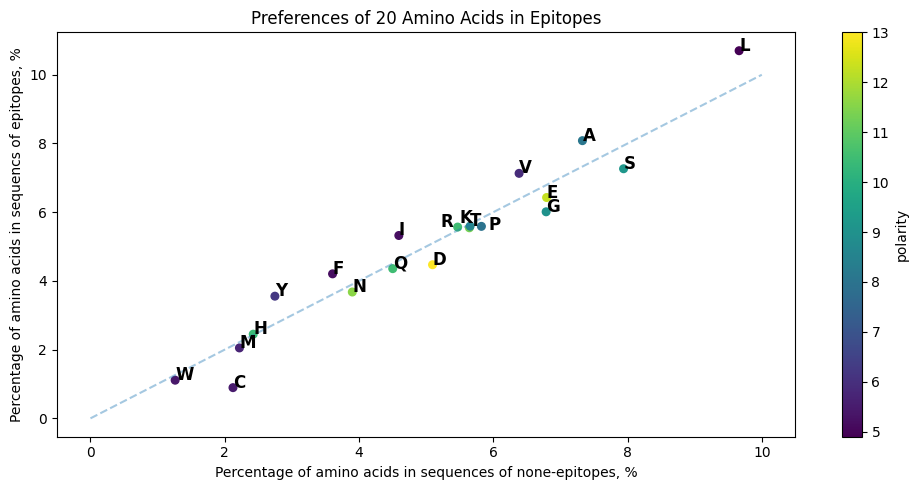 Preferences of 20 Amino Acids in Epitopes
Percentage of amino acids in sequencs of epitopes, %
10
8
6
4
2
0
L
A
S
V
E
G
R
K
T
P
I
D
Q
F
N
Y
H
M
W
C
0 2 4 6 8 10
Percentage of amino acids in sequences of none-epitopes, %
13
12
11
10
9
8
7
6
5
polarity